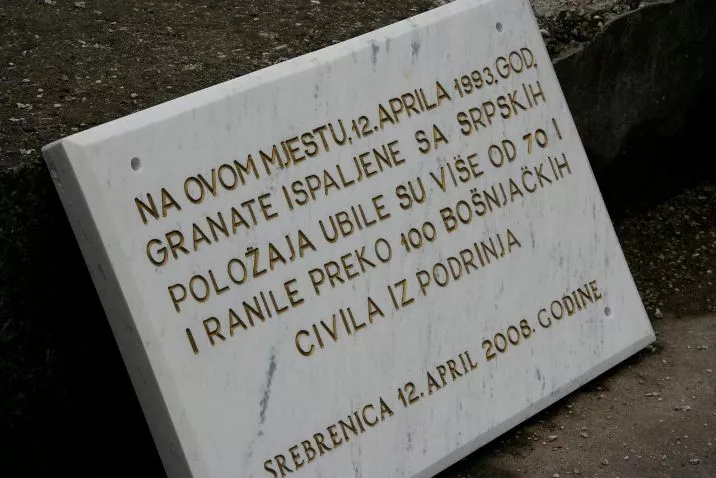 NA OVOM MJESTU, 12. APRILA 1993. GOD.
GRANATE ISPALJENE SA SRPSKIH
POLOŽAJA UBILE SU VIŠE OD 70 I
I RANILE PREKO 100 BOŠNJAČKIH
CIVILA IZ PODRINJA
SREBRENICA 12. APRIL 2008. GODINE